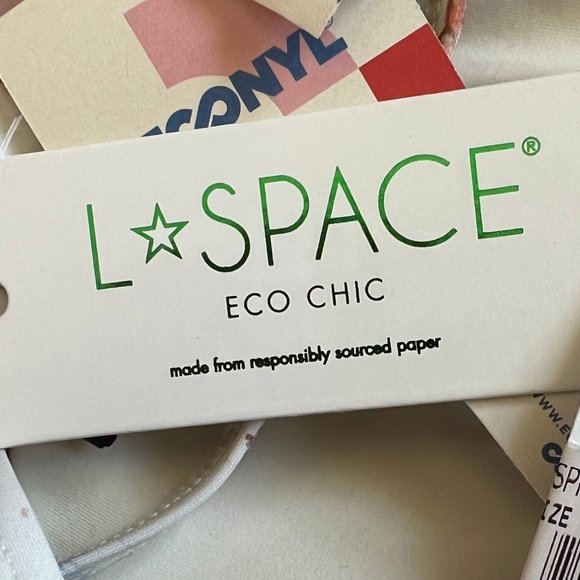 ECONYL
L☆SPACE®
ECO CHIC
made from responsibly sourced paper